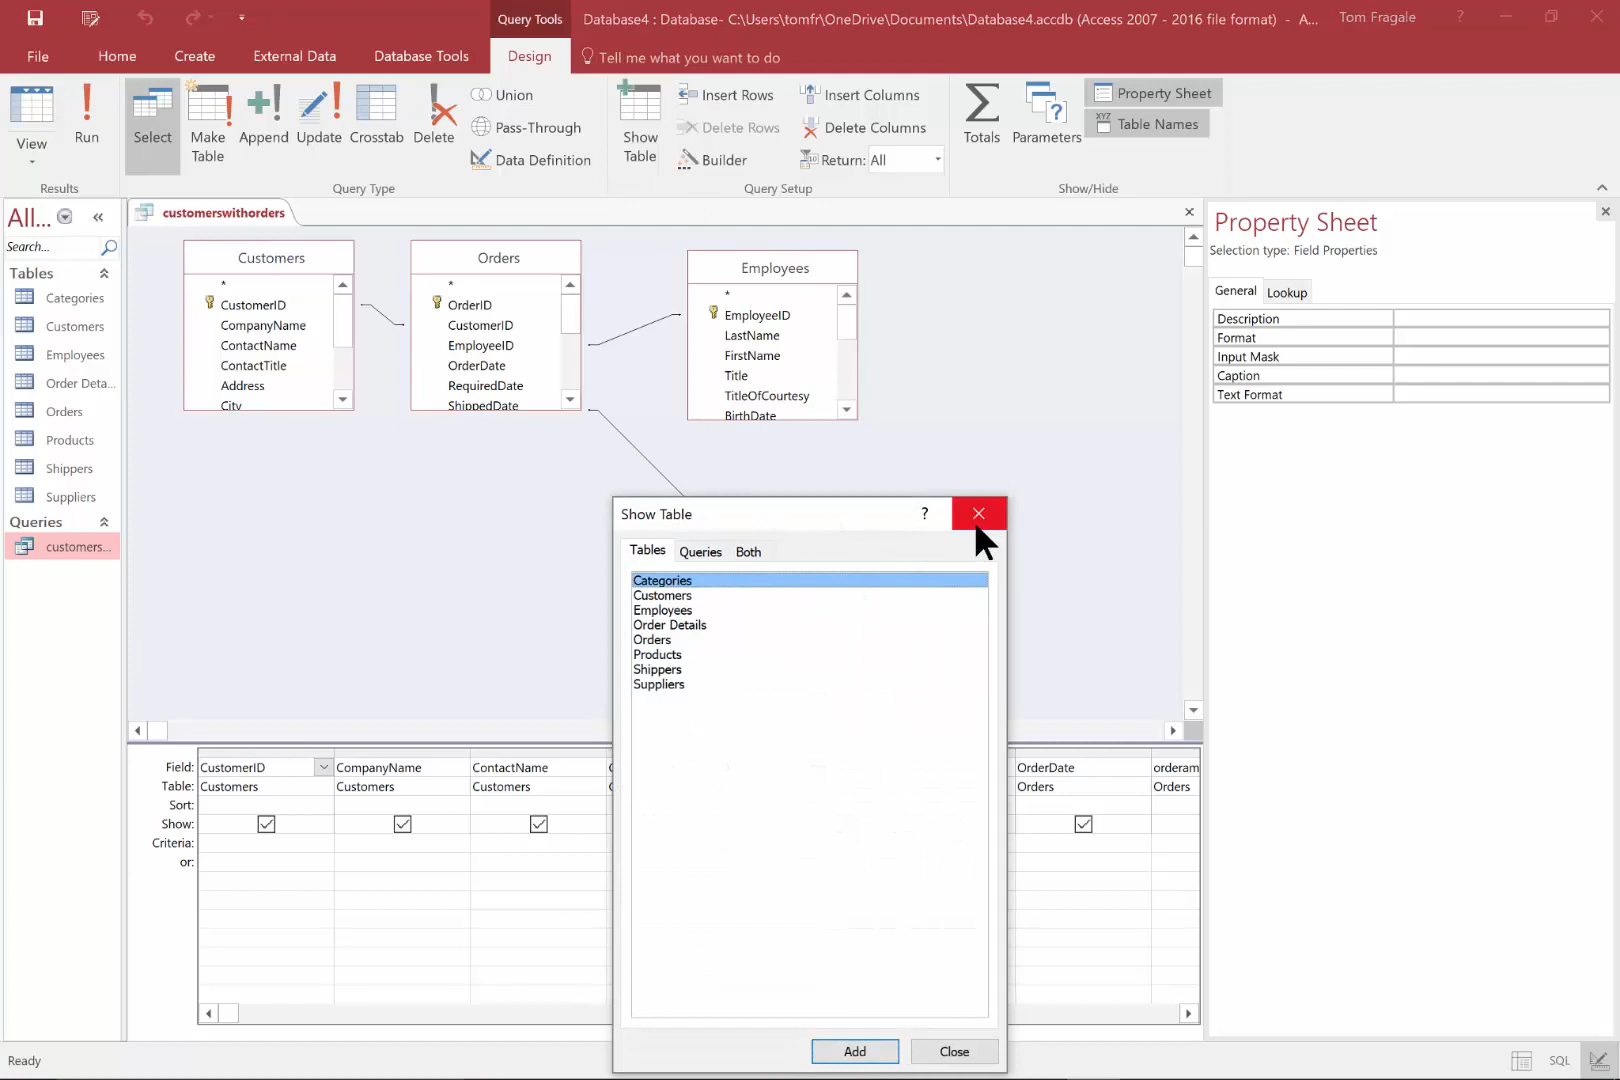 Query Tools
Database4 : Database- C:\Users\tomfr\OneDrive\Documents\Database4.accdb (Access 2007 - 2016 file format) - A...
Tom Fragale
?
File
Home
Create
External Data
Database Tools
Design
Tell me what you want to do
View
Run
Select
Make Table
Append
Update
Crosstab
Delete
Union
Pass-Through
Data Definition
Show Table
Insert Rows
Delete Rows
Builder
Insert Columns
Delete Columns
Return: All
Totals
Parameters
Property Sheet
XYZ Table Names
Results
Query Type
Query Setup
Show/Hide
All...
«
Search...
Tables
Categories
Customers
Employees
Order Deta...
Orders
Products
Shippers
Suppliers
Queries
customers...
customerswithorders
Customers
*
CustomerID
CompanyName
ContactName
ContactTitle
Address
City
Orders
*
OrderID
CustomerID
EmployeeID
OrderDate
RequiredDate
ShippedDate
Employees
*
EmployeeID
LastName
FirstName
Title
TitleOfCourtesy
BirthDate
Show Table
?
Tables
Queries
Both
Categories
Customers
Employees
Order Details
Orders
Products
Shippers
Suppliers
Add
Close
Field: CustomerID CompanyName ContactName OrderDate orderam
Table: Customers Customers Customers Orders Orders
Sort:
Show:
Criteria:
or:
Property Sheet
Selection type: Field Properties
General
Lookup
Description
Format
Input Mask
Caption
Text Format
Ready
SQL